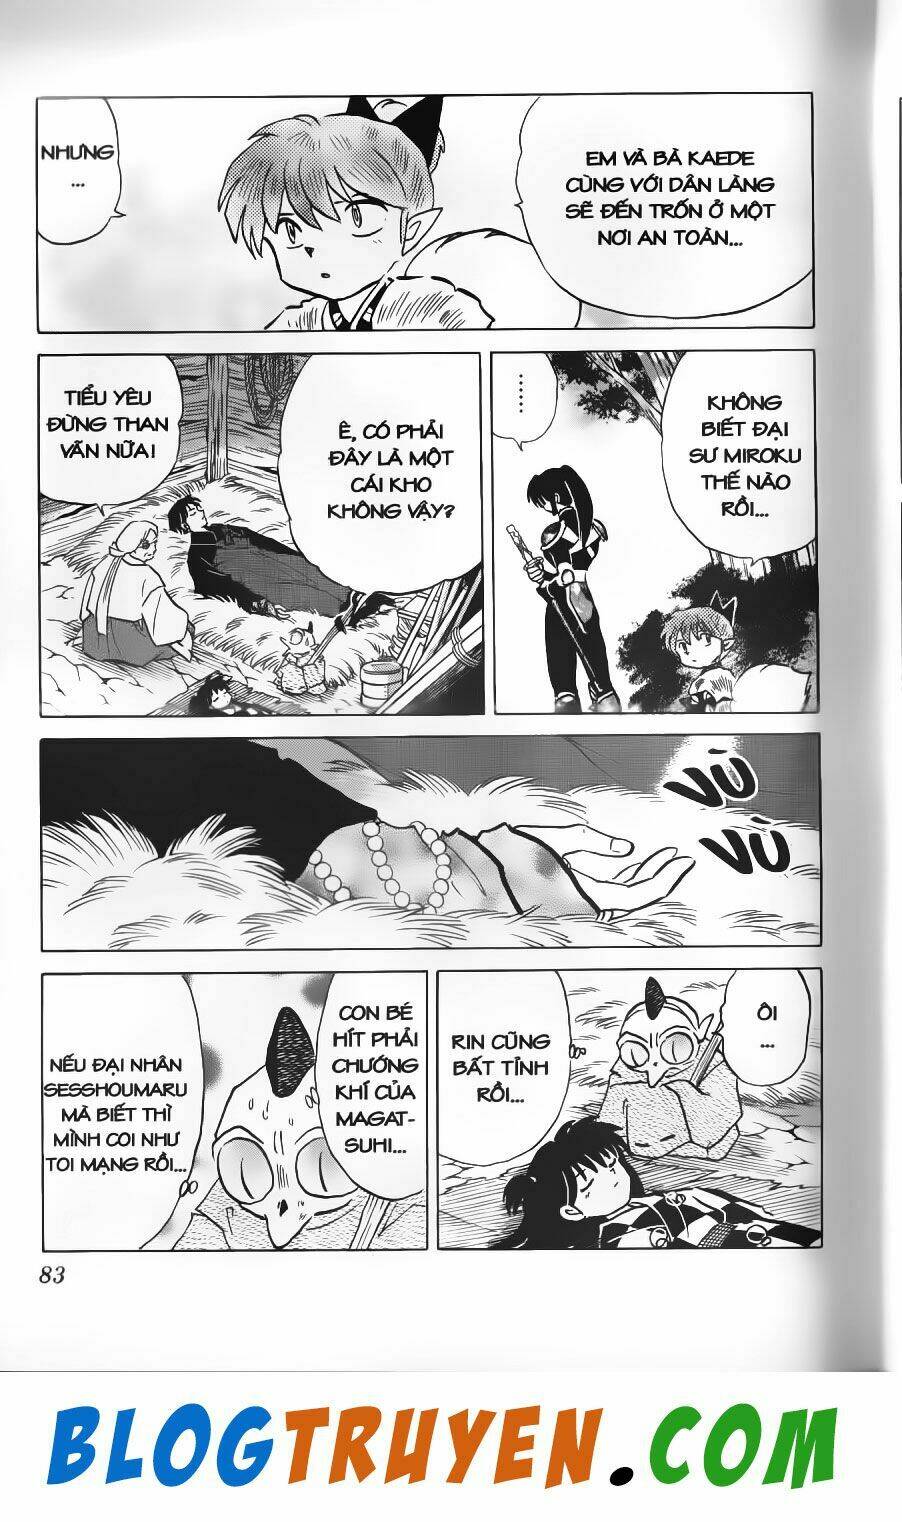 EM VÀ BÀ KAEDE
CÙNG VỚI DÂN LÀNG
SẼ ĐẾN TRỐN Ở MỘT
NƠI AN TOÀN...
NHƯNG
...
KHÔNG
BIẾT ĐẠI
SƯ MIROKU
THẾ NÀO
RỒI...
......
Ê, CÓ PHẢI
ĐÂY LÀ MỘT
CÁI KHO
KHÔNG VẬY?
TIỂU YÊU
ĐỪNG THAN
VÃN NỮA!
VÙ
VÙ
ÔI
...
RIN CŨNG
BẤT TỈNH
RỒI...
CON BÉ
HÍT PHẢI
CHƯỚNG
KHÍ CỦA
MAGAT-
SUHI...
NẾU ĐẠI NHÂN
SESSHOUMARU
MÀ BIẾT THÌ
MÌNH COI NHƯ
TOI MẠNG RỒI...
83
BLOGTRUYEN.COM